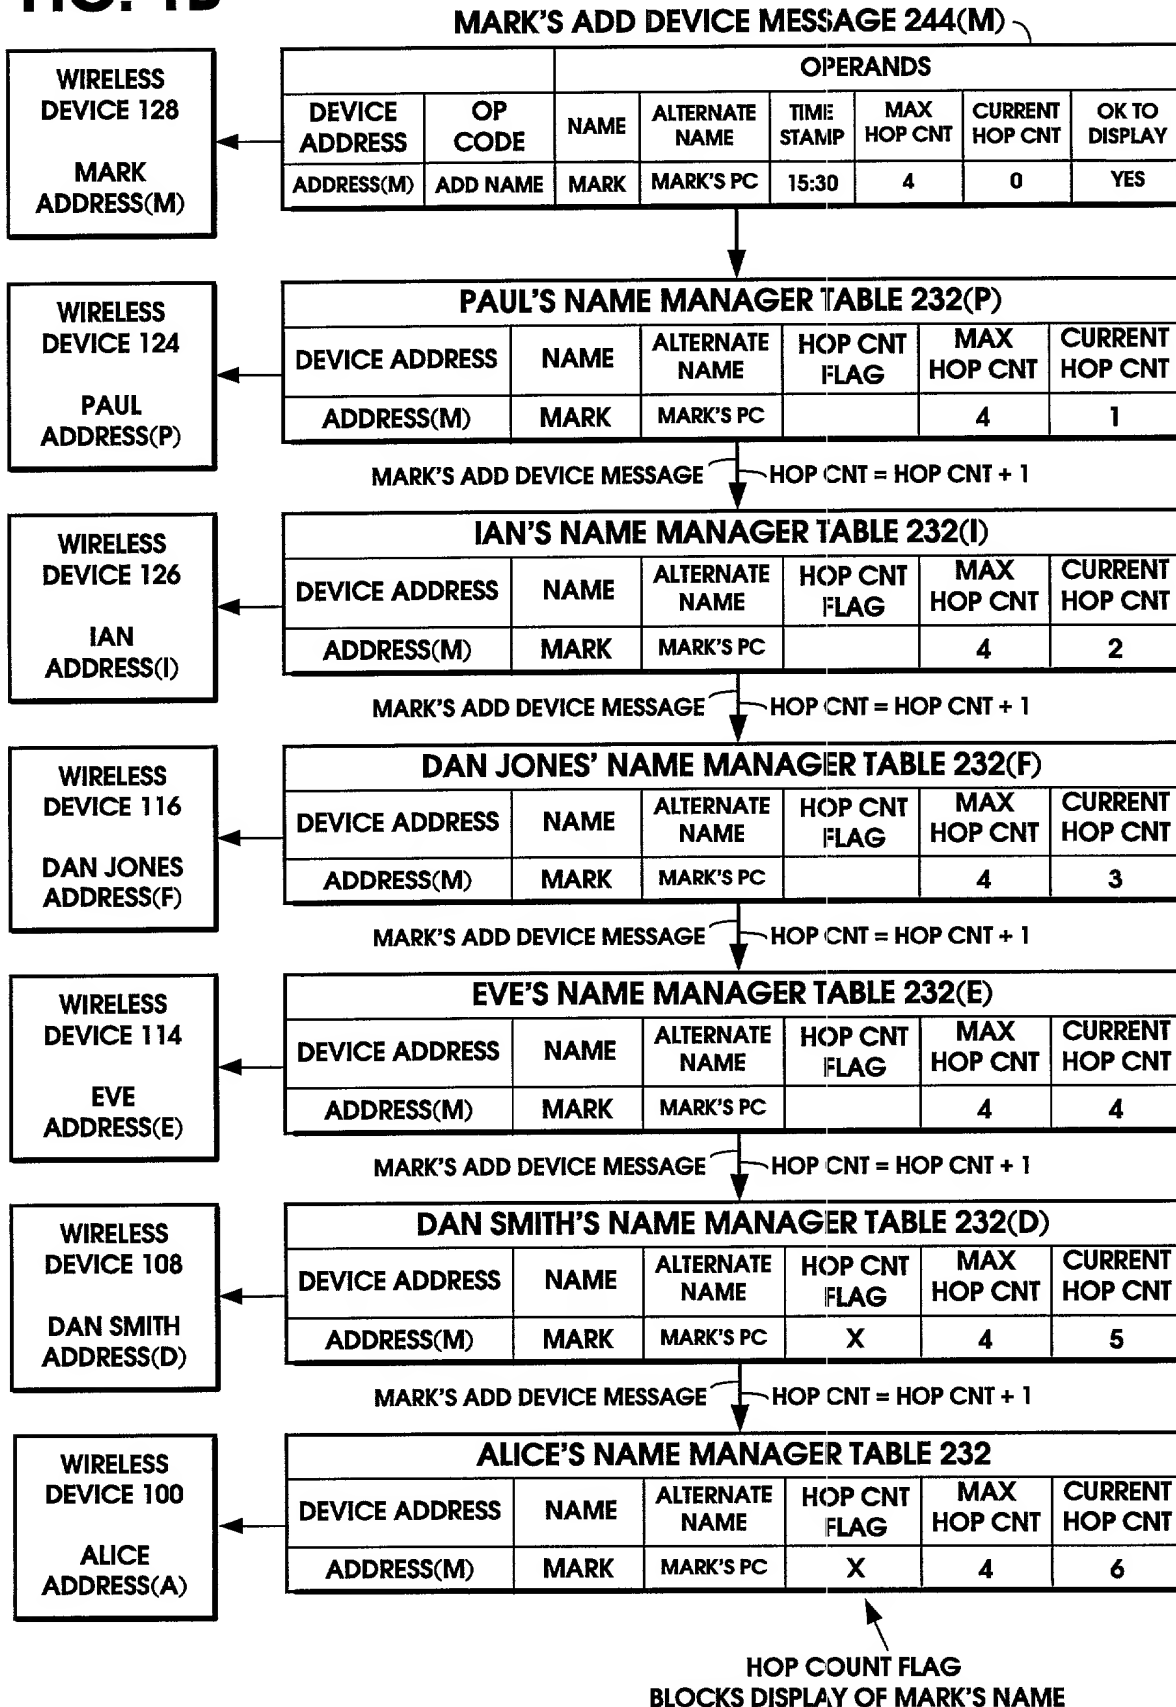 MARK'S ADD DEVICE MESSAGE 244(M)
WIRELESS
DEVICE 128
MARK
ADDRESS(M)
OPERANDS
DEVICE ADDRESS OP CODE NAME ALTERNATE NAME TIME STAMP MAX HOP CNT CURRENT HOP CNT OK TO DISPLAY
ADDRESS(M) ADD NAME MARK MARK'S PC 15:30 4 0 YES
WIRELESS
DEVICE 124
PAUL
ADDRESS(P)
PAUL'S NAME MANAGER TABLE 232(P)
DEVICE ADDRESS NAME ALTERNATE NAME HOP CNT FLAG MAX HOP CNT CURRENT HOP CNT
ADDRESS(M) MARK MARK'S PC 4 1
MARK'S ADD DEVICE MESSAGE HOP CNT = HOP CNT + 1
WIRELESS
DEVICE 126
IAN
ADDRESS(I)
IAN'S NAME MANAGER TABLE 232(I)
DEVICE ADDRESS NAME ALTERNATE NAME HOP CNT FLAG MAX HOP CNT CURRENT HOP CNT
ADDRESS(M) MARK MARK'S PC 4 2
MARK'S ADD DEVICE MESSAGE HOP CNT = HOP CNT + 1
WIRELESS
DEVICE 116
DAN JONES
ADDRESS(F)
DAN JONES' NAME MANAGER TABLE 232(F)
DEVICE ADDRESS NAME ALTERNATE NAME HOP CNT FLAG MAX HOP CNT CURRENT HOP CNT
ADDRESS(M) MARK MARK'S PC 4 3
MARK'S ADD DEVICE MESSAGE HOP CNT = HOP CNT + 1
WIRELESS
DEVICE 114
EVE
ADDRESS(E)
EVE'S NAME MANAGER TABLE 232(E)
DEVICE ADDRESS NAME ALTERNATE NAME HOP CNT FLAG MAX HOP CNT CURRENT HOP CNT
ADDRESS(M) MARK MARK'S PC 4 4
MARK'S ADD DEVICE MESSAGE HOP CNT = HOP CNT + 1
WIRELESS
DEVICE 108
DAN SMITH
ADDRESS(D)
DAN SMITH'S NAME MANAGER TABLE 232(D)
DEVICE ADDRESS NAME ALTERNATE NAME HOP CNT FLAG MAX HOP CNT CURRENT HOP CNT
ADDRESS(M) MARK MARK'S PC X 4 5
MARK'S ADD DEVICE MESSAGE HOP CNT = HOP CNT + 1
WIRELESS
DEVICE 100
ALICE
ADDRESS(A)
ALICE'S NAME MANAGER TABLE 232
DEVICE ADDRESS NAME ALTERNATE NAME HOP CNT FLAG MAX HOP CNT CURRENT HOP CNT
ADDRESS(M) MARK MARK'S PC X 4 6
HOP COUNT FLAG
BLOCKS DISPLAY OF MARK'S NAME